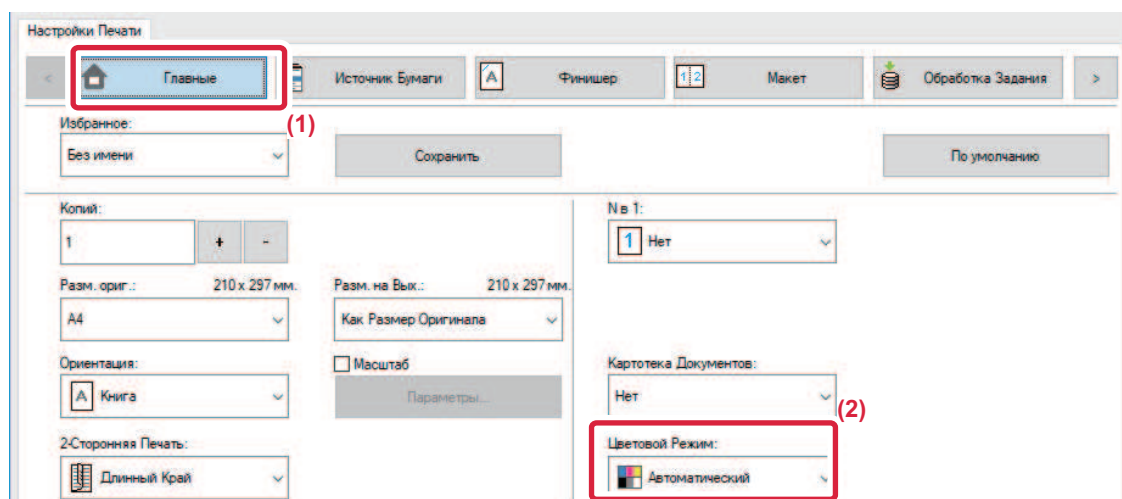 Настройки Печати
< Главные Источник Бумаги A Финишер 1 2 Макет Обработка Задания >
(1)
Избранное:
Без имени Сохранить По умолчанию
Копий: N в 1:
1 + - 1 Нет
Разм. ориг.: 210 x 297 мм. Разм. на Вых.: 210 x 297 мм.
A4 Как Размер Оригинала
Ориентация: Масштаб Картотека Документов:
A Книга Параметры... Нет
(2)
2-Сторонняя Печать: Цветовой Режим:
Длинный Край Автоматический